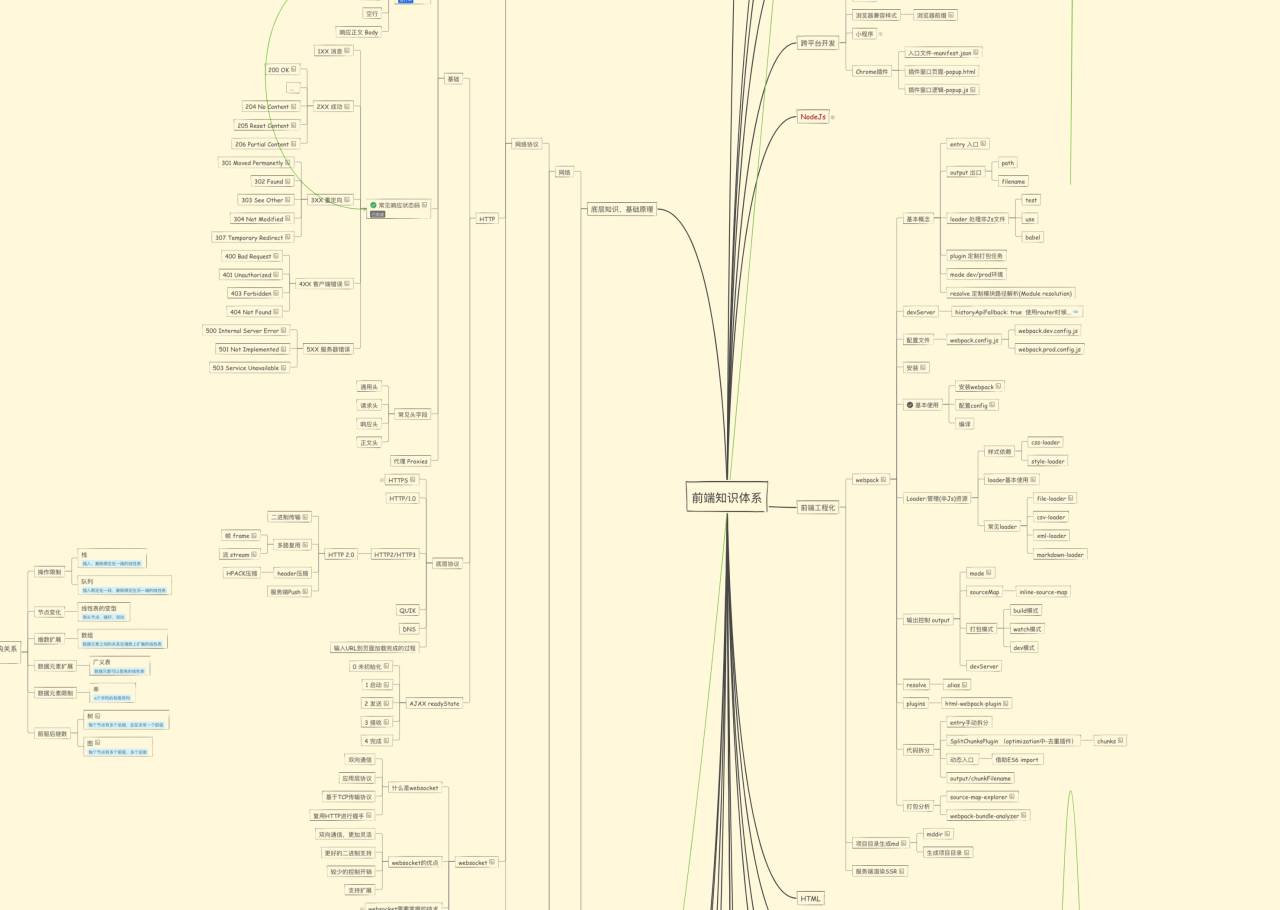 前端知识体系
底层知识、基础原理
网络
网络协议
HTTP
基础
空行
响应正文 Body
常见响应状态码
1XX 消息
2XX 成功
200 OK
...
204 No Content
205 Reset Content
206 Partial Content
3XX 重定向
301 Moved Permanetly
302 Found
303 See Other
304 Not Modified
307 Temporary Redirect
4XX 客户端错误
400 Bad Request
401 Unauthorized
403 Forbidden
404 Not Found
5XX 服务器错误
500 Internal Server Error
501 Not Implemented
503 Service Unavailable
常见头字段
通用头
请求头
响应头
正文头
代理 Proxies
底层协议
HTTPS
HTTP/1.0
HTTP2/HTTP3
HTTP 2.0
二进制传输
多路复用
帧 frame
流 stream
header压缩
HPACK压缩
服务端Push
QUIK
DNS
输入URL到页面加载完成的过程
AJAX readyState
0 未初始化
1 启动
2 发送
3 接收
4 完成
websocket
什么是websocket
双向通信
应用层协议
基于TCP传输协议
复用HTTP进行握手
websocket的优点
双向通信，更加灵活
更好的二进制支持
较少的控制开销
支持扩展
websocket需要掌握的技术
操作限制
栈
队列
节点变化
线性表的变型
维数扩展
数组
数据元素扩展
广义表
数据元素限制
串
前驱后继数
树
图
跨平台开发
浏览器兼容样式
浏览器前缀
小程序
Chrome插件
入口文件-manifest.json
插件窗口页面-popup.html
插件窗口逻辑-popup.js
NodeJs
前端工程化
webpack
基本概念
entry 入口
output 出口
path
filename
loader 处理非Js文件
test
use
babel
plugin 定制打包任务
mode dev/prod环境
resolve 定制模块路径解析(Module resolution)
devServer
historyApiFallback: true 使用router时候...
配置文件
webpack.config.js
webpack.dev.config.js
webpack.prod.config.js
安装
基本使用
安装webpack
配置config
编译
Loader:管理(非Js)资源
样式依赖
css-loader
style-loader
loader基本使用
常见loader
file-loader
csv-loader
xml-loader
markdown-loader
输出控制 output
mode
sourceMap
inline-source-map
打包模式
build模式
watch模式
dev模式
devServer
resolve
.alias
plugins
html-webpack-plugin
代码拆分
entry手动拆分
SplitChunksPlugin （optimization中-去重插件）
chunks
动态入口
借助ES6 import
output/chunkFilename
打包分析
source-map-explorer
webpack-bundle-analyzer
项目目录生成md
mddir
生成项目目录
服务端渲染SSR
HTML